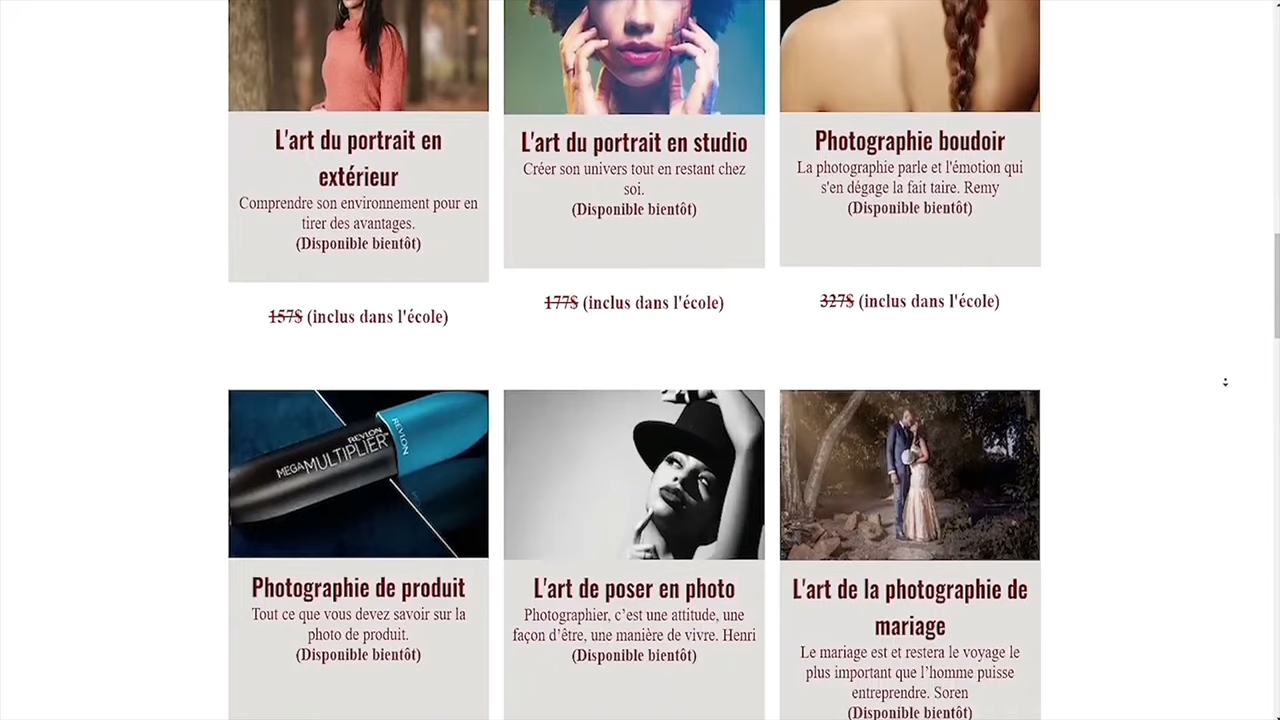 L'art du portrait en
extérieur
Comprendre son environnement pour en
tirer des avantages.
(Disponible bientôt)
157$ (inclus dans l'école)
L'art du portrait en studio
Créer son univers tout en restant chez
soi.
(Disponible bientôt)
177$ (inclus dans l'école)
Photographie boudoir
La photographie parle et l'émotion qui
s'en dégage la fait taire. Remy
(Disponible bientôt)
327$ (inclus dans l'école)
REVLON
MEGAMULTIPLIER™
REVLON
Photographie de produit
Tout ce que vous devez savoir sur la
photo de produit.
(Disponible bientôt)
L'art de poser en photo
Photographier, c’est une attitude, une
façon d’être, une manière de vivre. Henri
(Disponible bientôt)
L'art de la photographie de
mariage
Le mariage est et restera le voyage le
plus important que l’homme puisse
entreprendre. Soren
(Disponible bientôt)